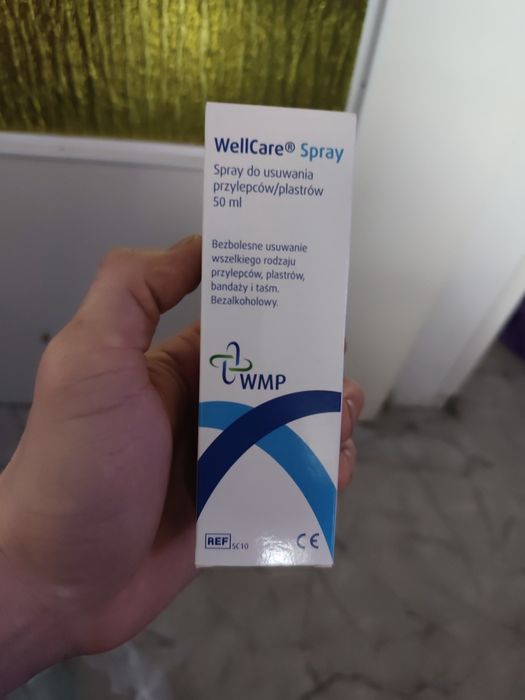 WellCare® Spray
Spray do usuwania
przylepców/plastrów
50 ml
Bezbolesne usuwanie
wszelkiego rodzaju
przylepców, plastrów,
bandaży i taśm.
Bezalkoholowy.
WMP
REF SC10
CE